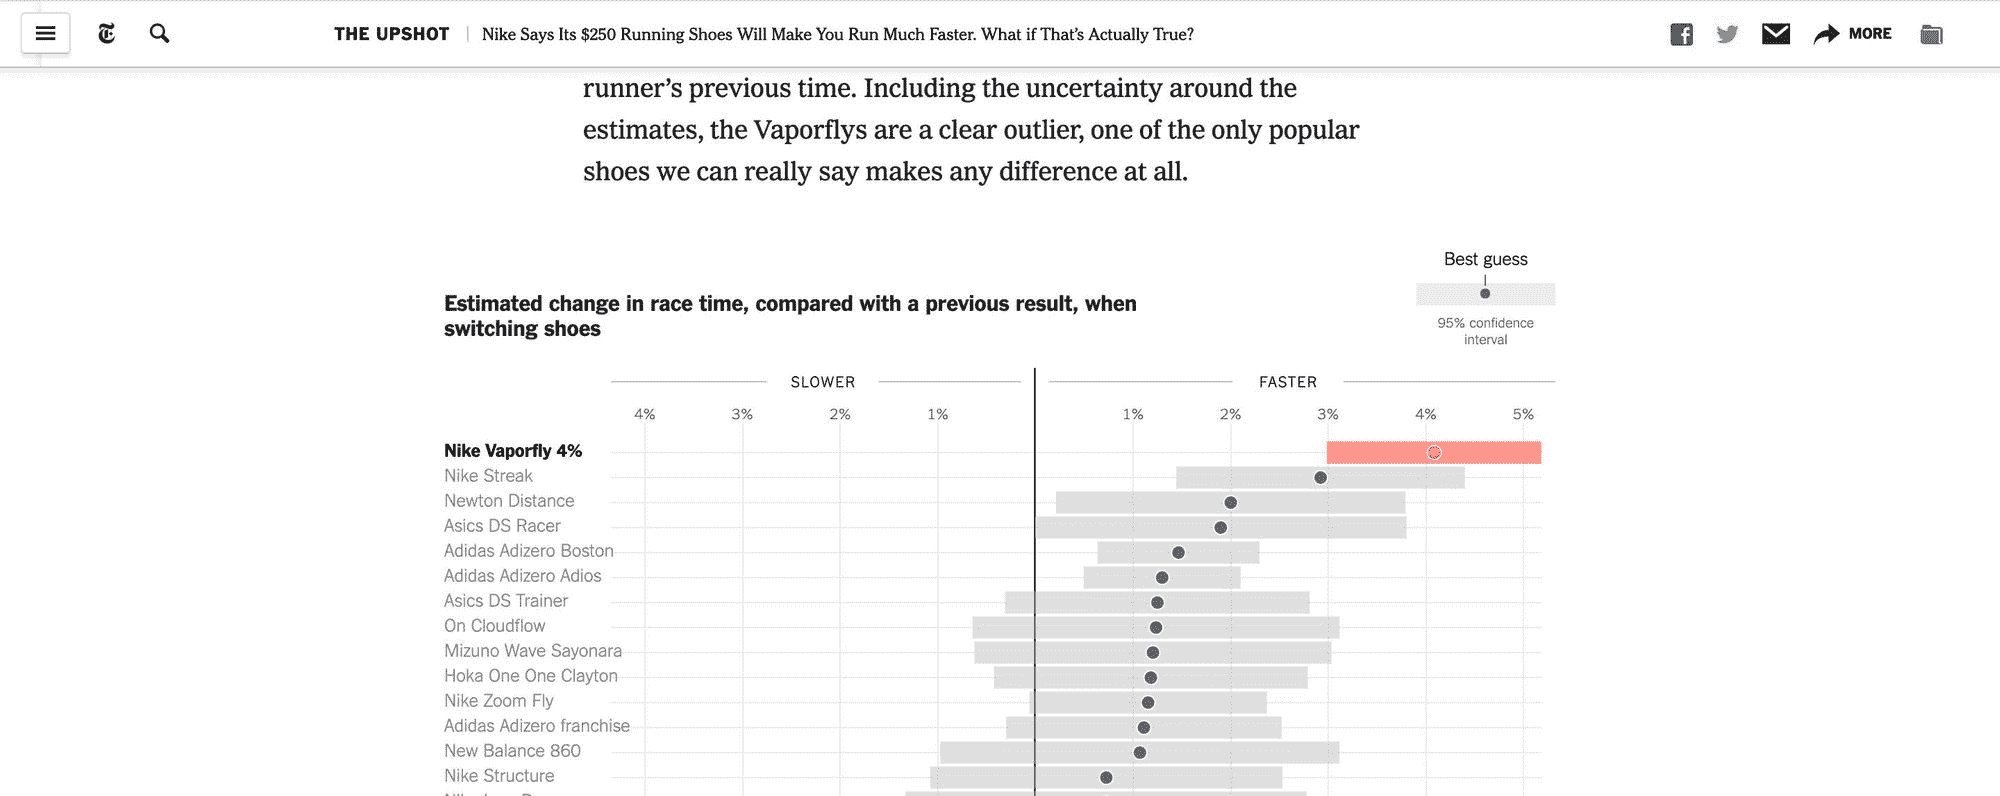 THE UPSHOT | Nike Says Its $250 Running Shoes Will Make You Run Much Faster. What if That's Actually True?
MORE
runner's previous time. Including the uncertainty around the
estimates, the Vaporflys are a clear outlier, one of the only popular
shoes we can really say makes any difference at all.
Best guess
95% confidence
interval
Estimated change in race time, compared with a previous result, when
switching shoes
SLOWER FASTER
4% 3% 2% 1% 1% 2% 3% 4% 5%
Nike Vaporfly 4%
Nike Streak
Newton Distance
Asics DS Racer
Adidas Adizero Boston
Adidas Adizero Adios
Asics DS Trainer
On Cloudflow
Mizuno Wave Sayonara
Hoka One One Clayton
Nike Zoom Fly
Adidas Adizero franchise
New Balance 860
Nike Structure